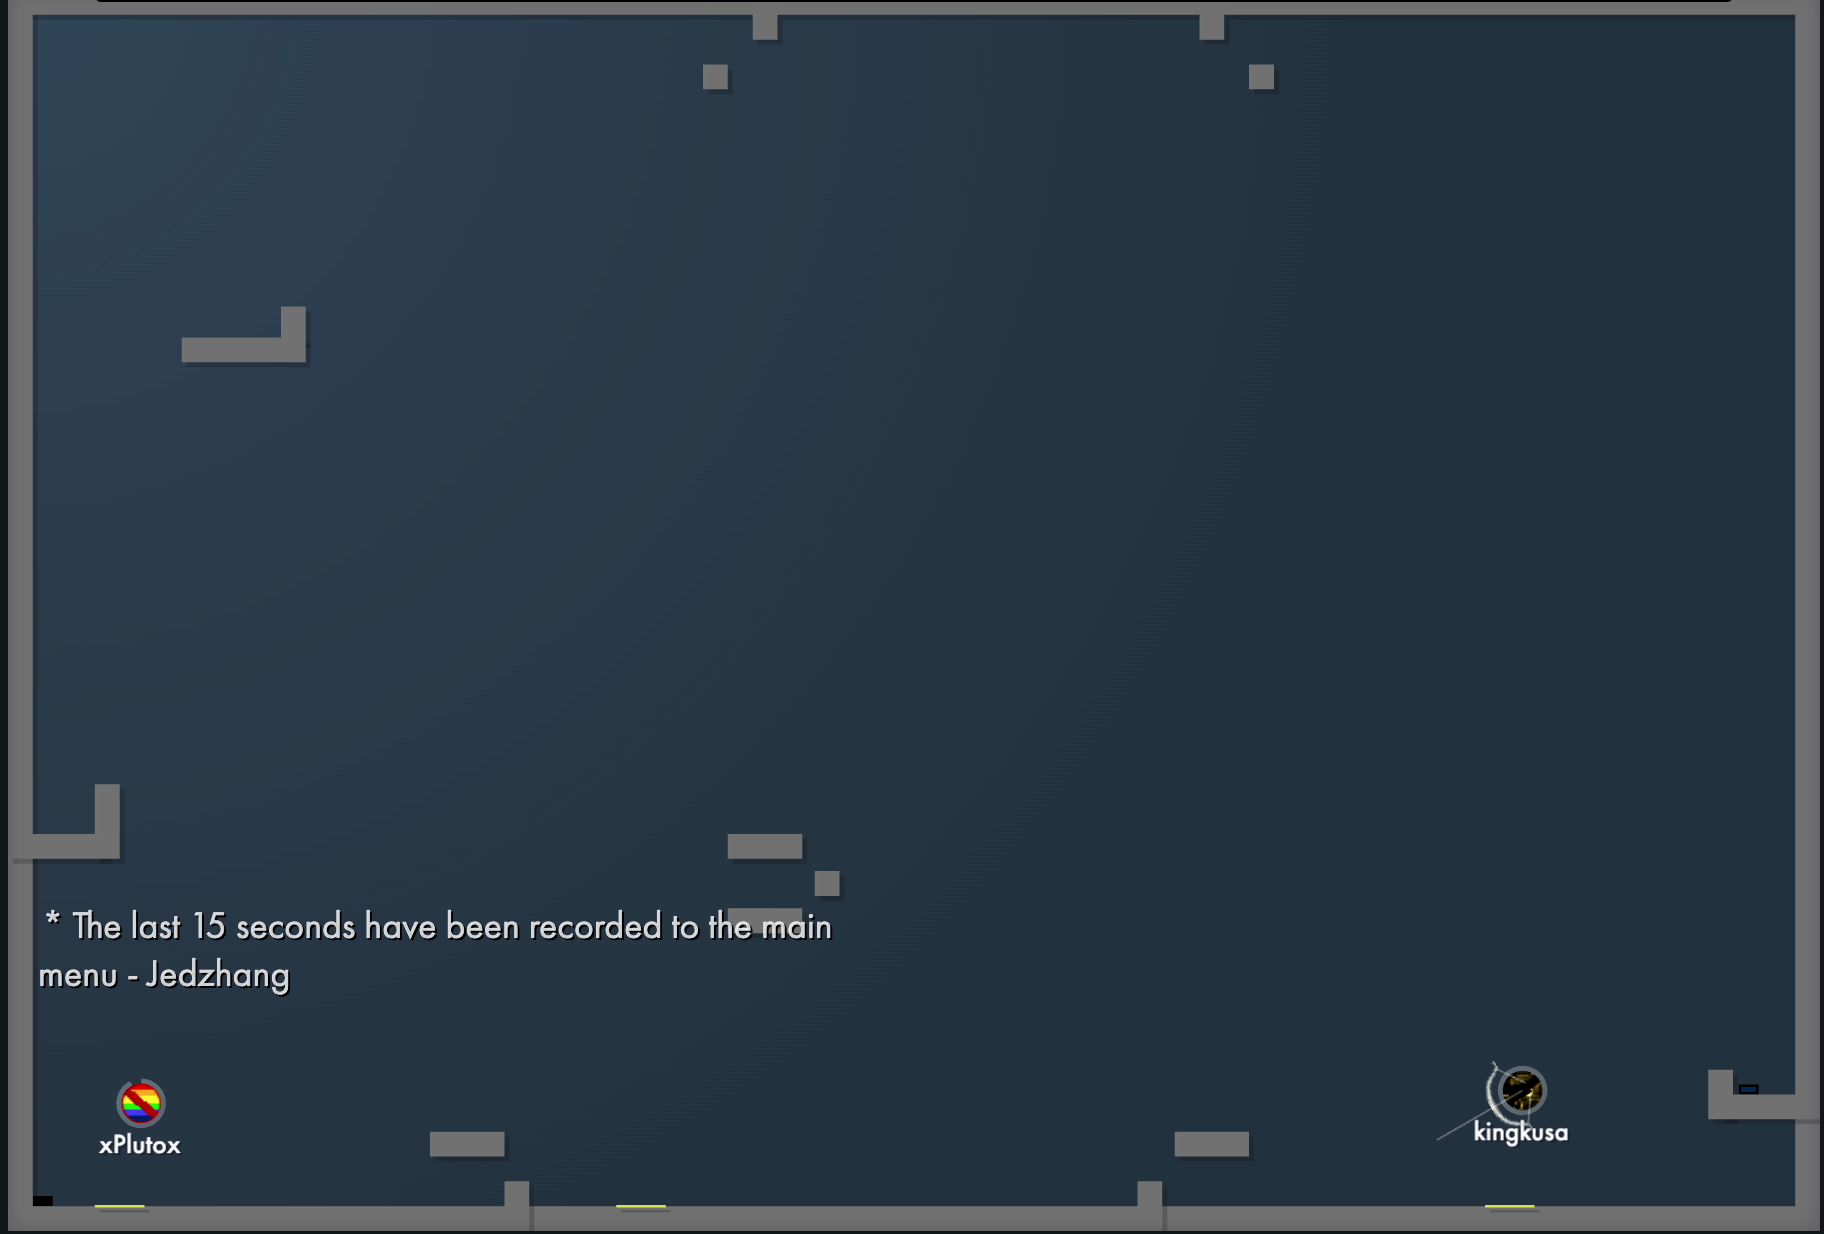 * The last 15 seconds have been recorded to the main
menu - Jedzhang
xPlutox
kingkusa